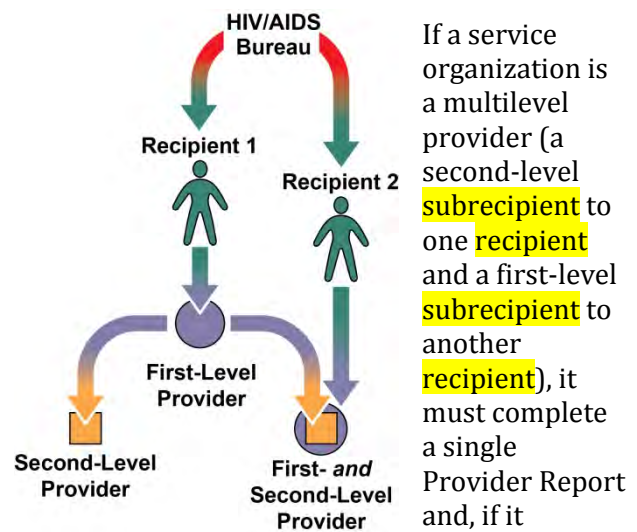 HIV/AIDS
Bureau
Recipient 1
Recipient 2
First-Level
Provider
Second-Level
Provider
First- and
Second-Level
Provider
If a service
organization is
a multilevel
provider (a
second-level
subrecipient to
one recipient
and a first-level
subrecipient to
another
recipient), it
must complete
a single
Provider Report
and, if it